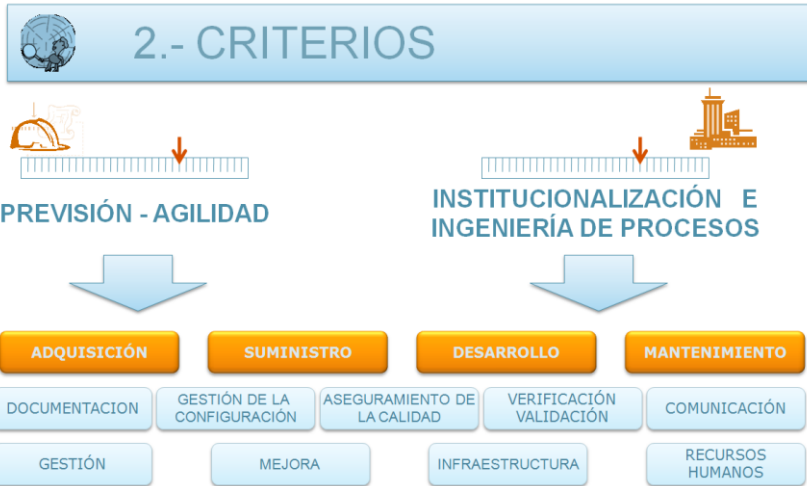 2.- CRITERIOS
PREVISIÓN - AGILIDAD
INSTITUCIONALIZACIÓN E
INGENIERÍA DE PROCESOS
ADQUISICIÓN
SUMINISTRO
DESARROLLO
MANTENIMIENTO
DOCUMENTACION
GESTIÓN DE LA
CONFIGURACIÓN
ASEGURAMIENTO DE
LA CALIDAD
VERIFICACIÓN
VALIDACIÓN
COMUNICACIÓN
GESTIÓN
MEJORA
INFRAESTRUCTURA
RECURSOS
HUMANOS